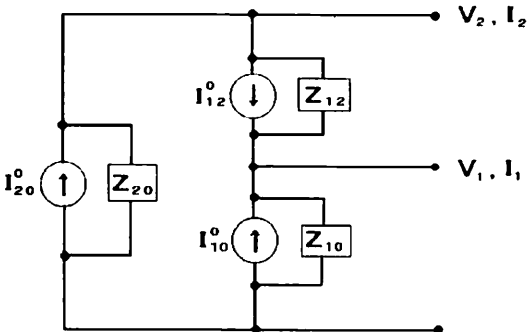 V₂, I₂
I⁰₁₂
Z₁₂
I⁰₂₀
Z₂₀
V₁, I₁
I⁰₁₀
Z₁₀